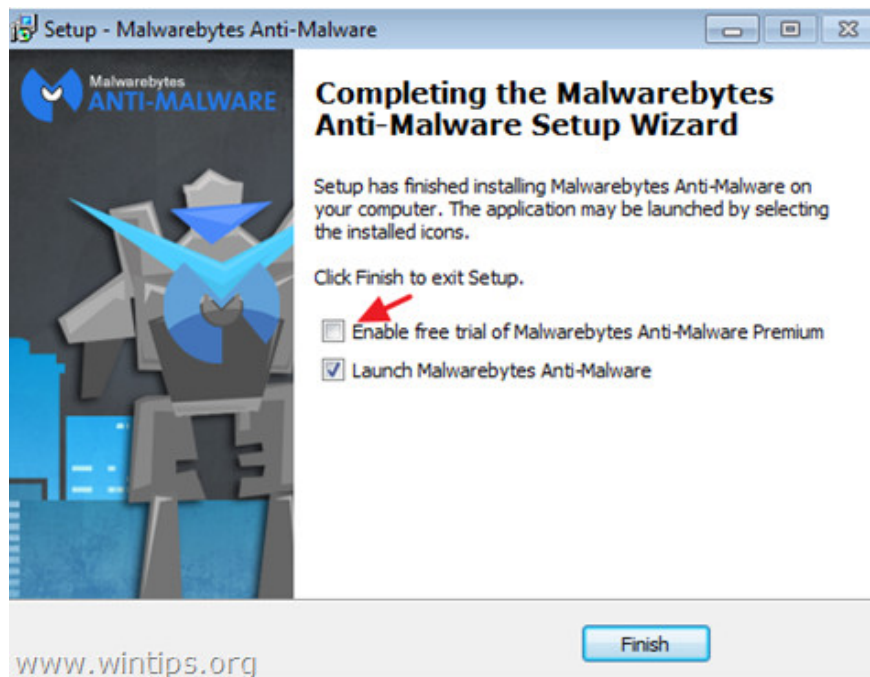 Setup - Malwarebytes Anti-Malware
Malwarebytes
ANTI-MALWARE
Completing the Malwarebytes
Anti-Malware Setup Wizard
Setup has finished installing Malwarebytes Anti-Malware on
your computer. The application may be launched by selecting
the installed icons.
Click Finish to exit Setup.
Enable free trial of Malwarebytes Anti-Malware Premium
Launch Malwarebytes Anti-Malware
Finish
www.wintips.org